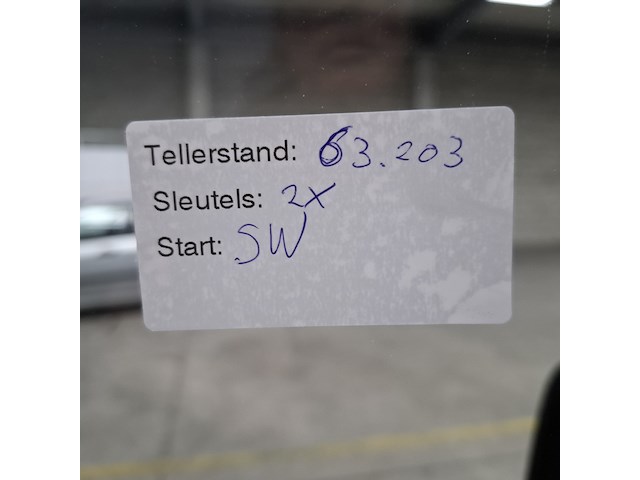 Tellerstand: 63.203
Sleutels: 2x
Start: SW